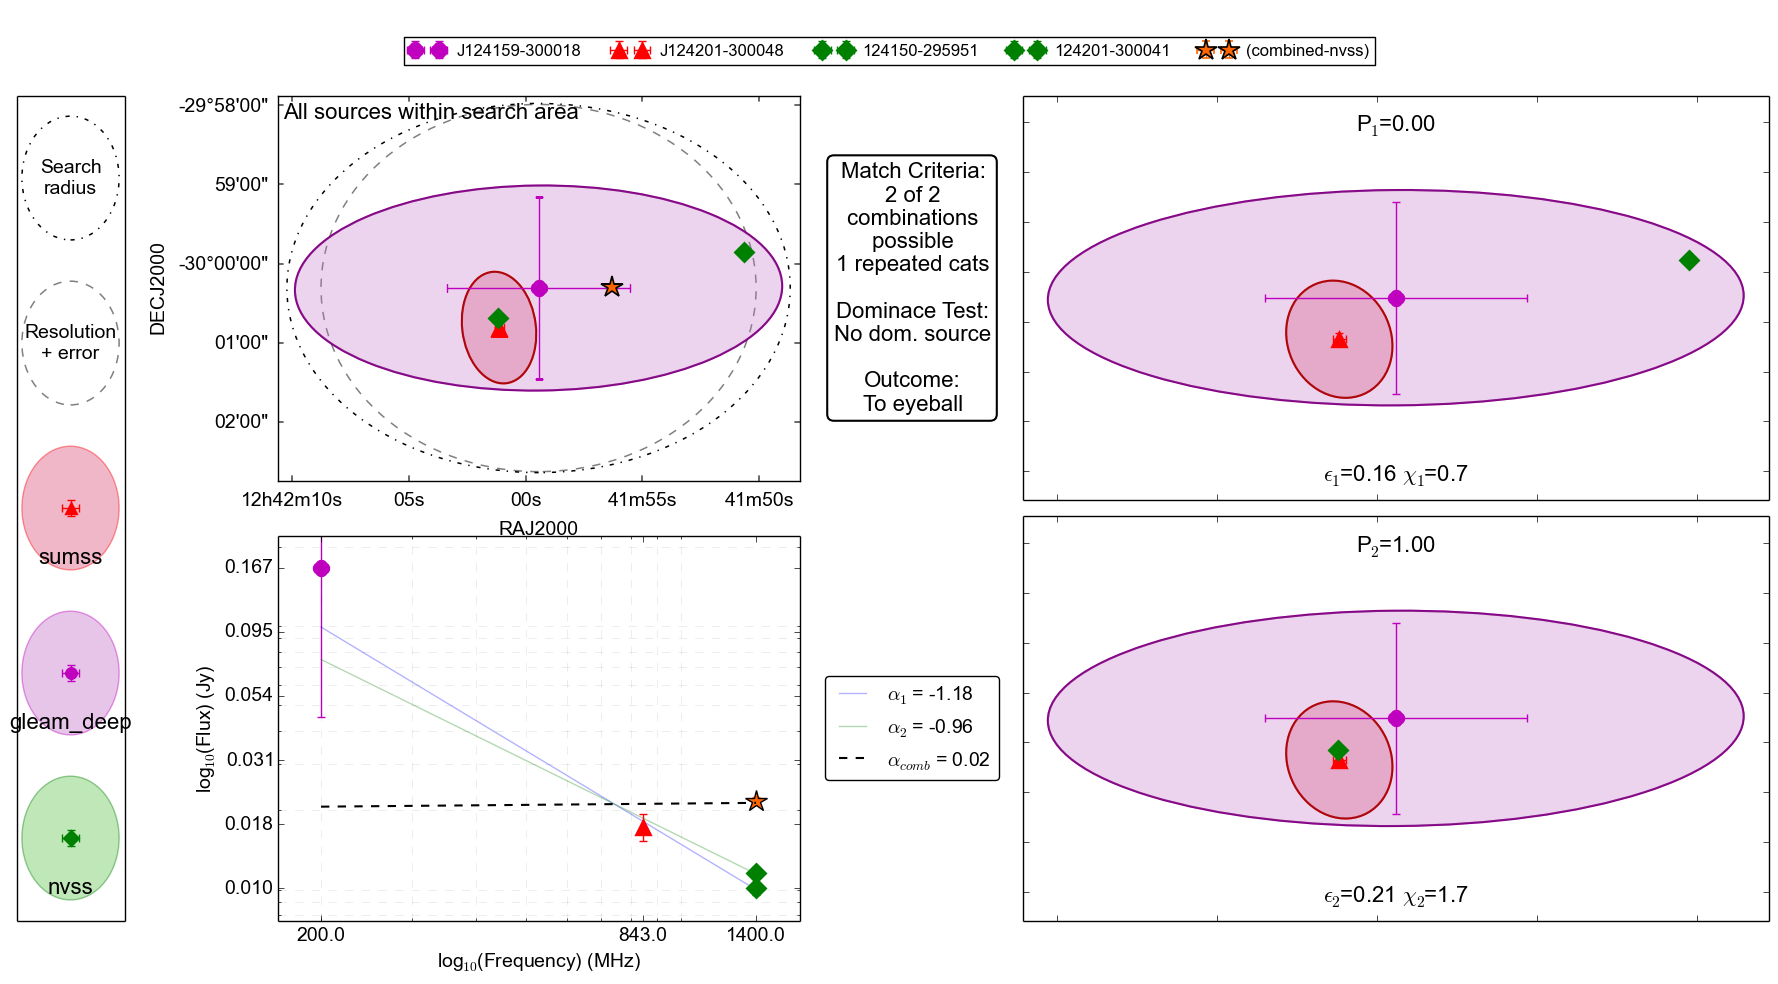 J124159-300018 J124201-300048 124150-295951 124201-300041 (combined-nvss)
Search
radius
Resolution
+ error
sumss
gleam_deep
nvss
All sources within search area
DECJ2000
-29°58'00"
59'00"
-30°00'00"
01'00"
02'00"
12h42m10s 05s 00s 41m55s 41m50s
RAJ2000
Match Criteria:
2 of 2
combinations
possible
1 repeated cats
Dominace Test:
No dom. source
Outcome:
To eyeball
P1=0.00
ϵ1=0.16 χ1=0.7
P2=1.00
ϵ2=0.21 χ2=1.7
log10(Flux) (Jy)
0.167
0.095
0.054
0.031
0.018
0.010
200.0 843.0 1400.0
log10(Frequency) (MHz)
α1 = -1.18
α2 = -0.96
αcomb = 0.02